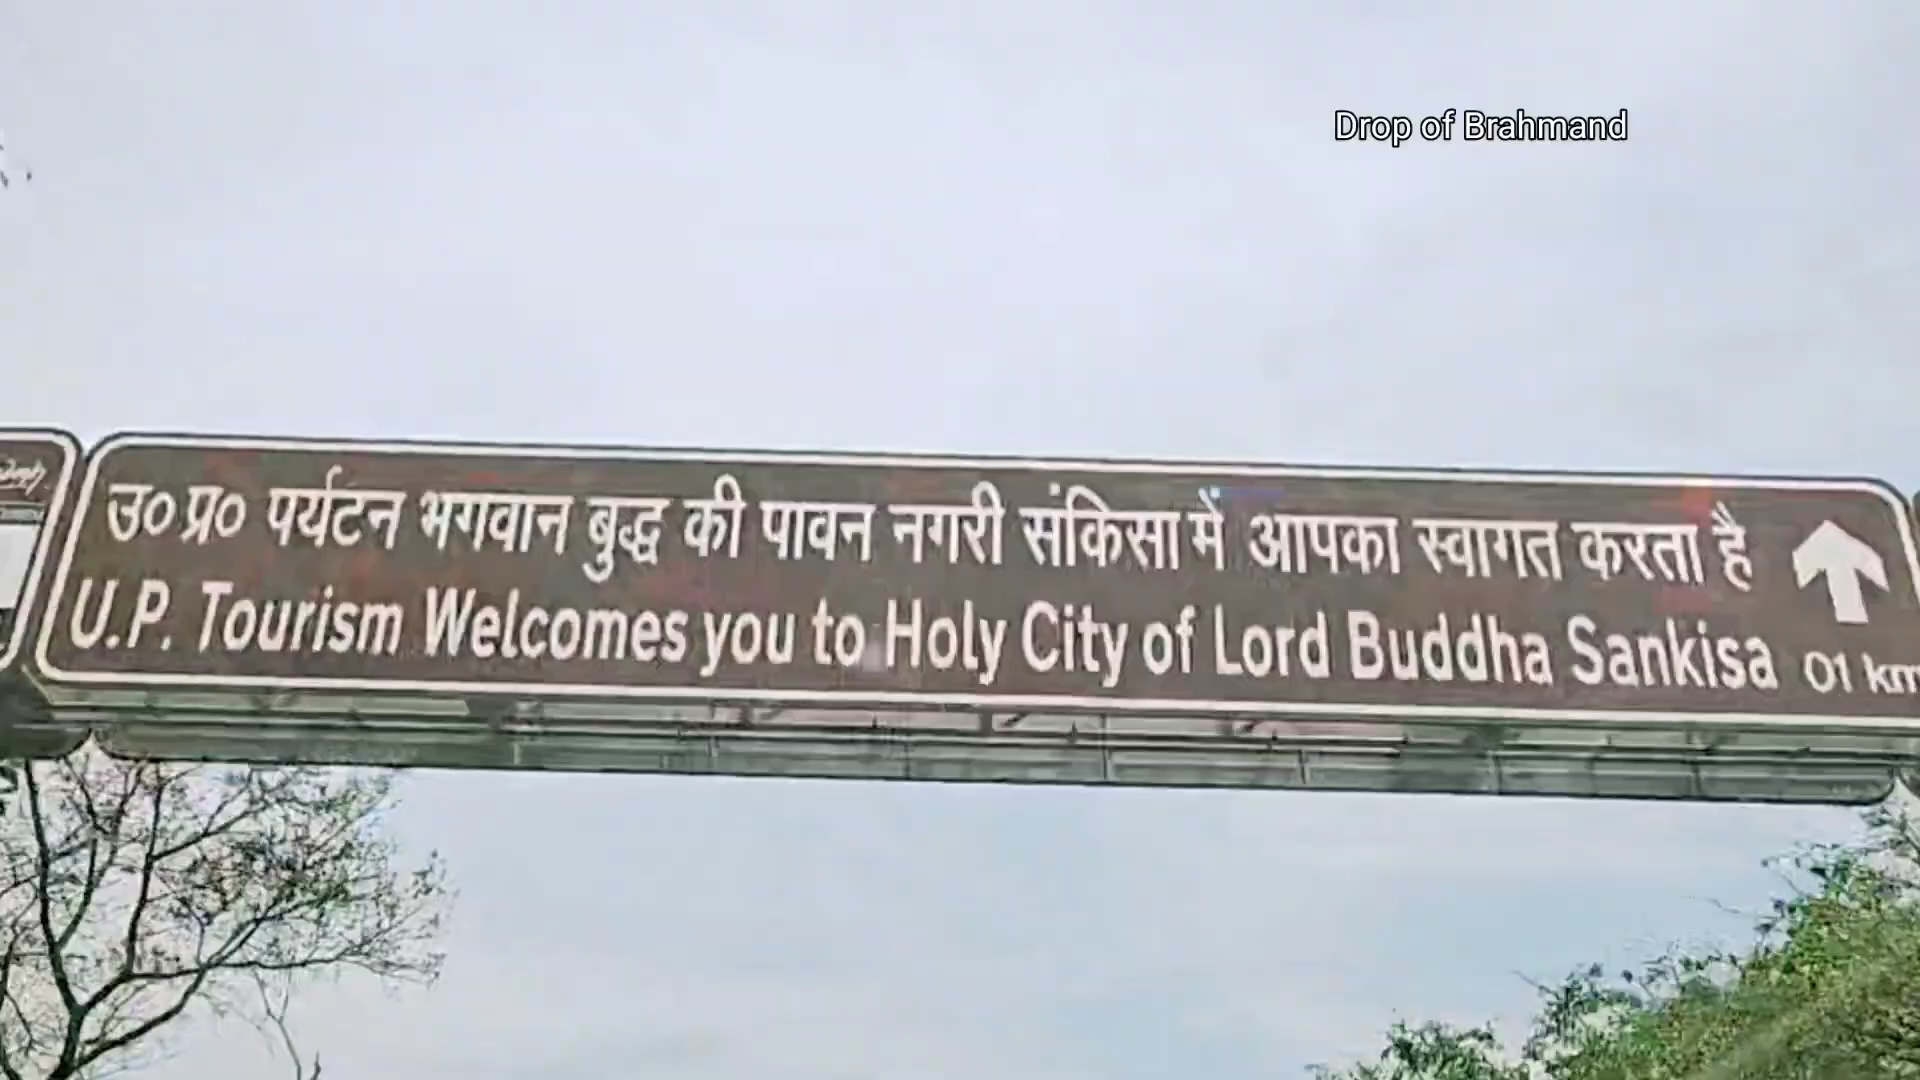 Drop of Brahmand
उ० प्र० पर्यटन भगवान बुद्ध की पावन नगरी संकिसा में आपका स्वागत करता है
U.P. Tourism Welcomes you to Holy City of Lord Buddha Sankisa 01 km